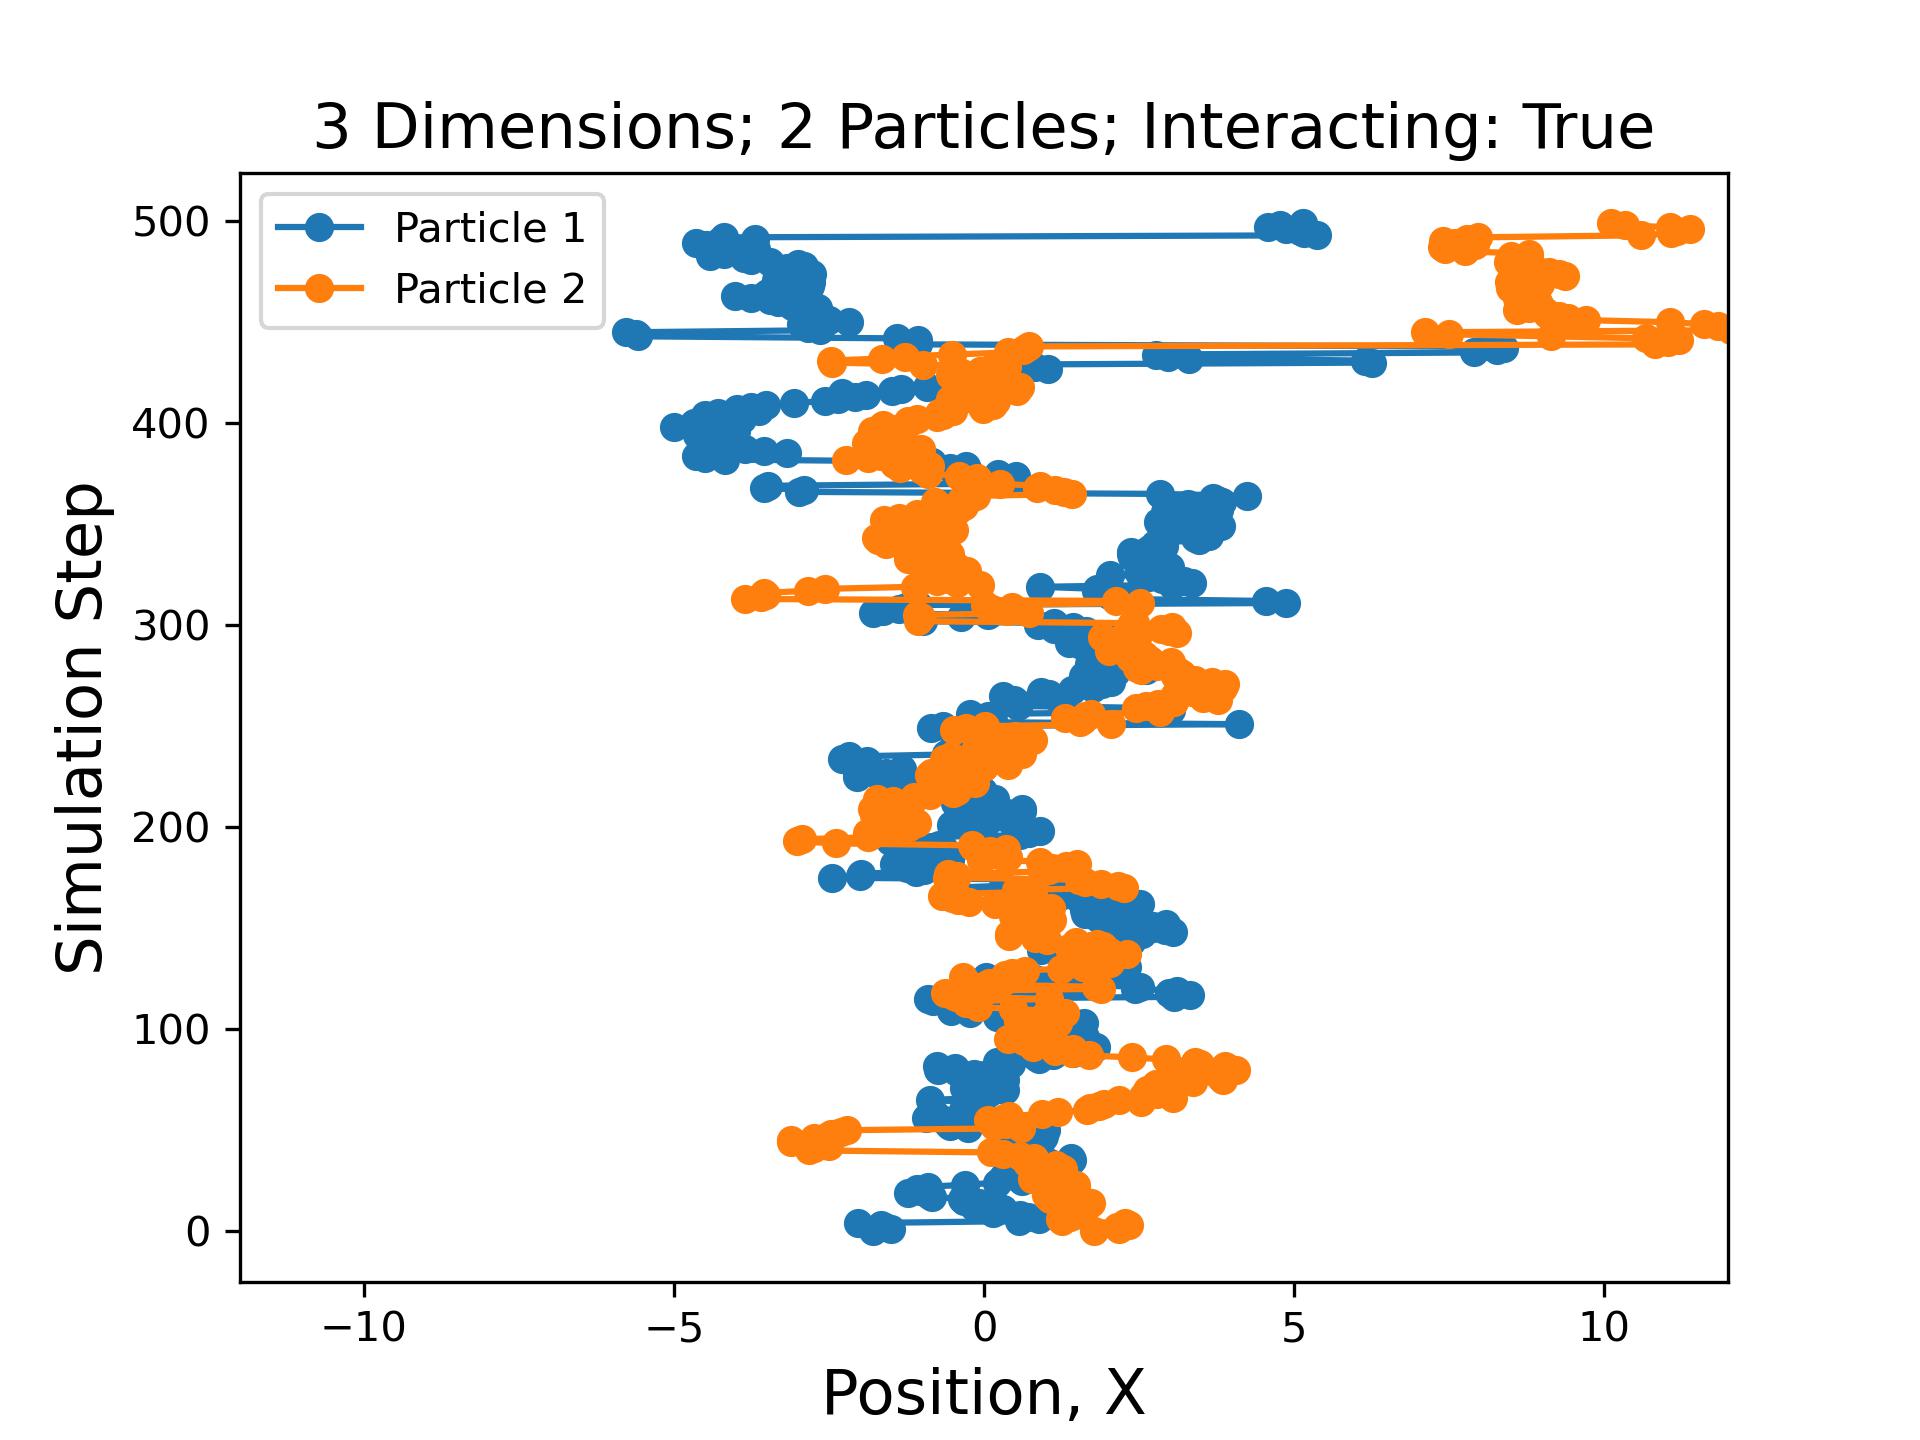 3 Dimensions; 2 Particles; Interacting: True
Particle 1
Particle 2
Simulation Step
500
400
300
200
100
0
−10
−5
0
5
10
Position, X